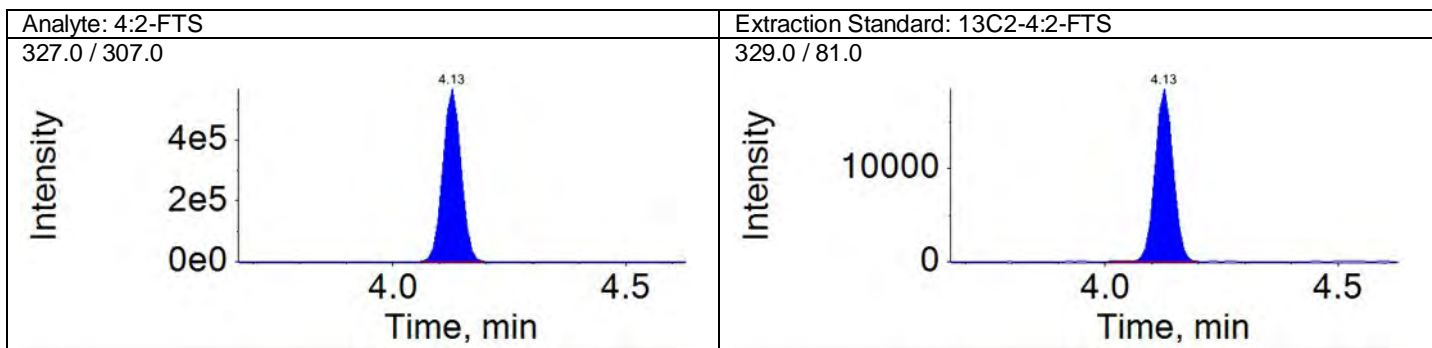 Analyte: 4:2-FTS
Extraction Standard: 13C2-4:2-FTS
327.0 / 307.0
329.0 / 81.0
4.13
Intensity
4e5
2e5
0e0
4.0
4.5
Time, min
4.13
Intensity
10000
0
4.0
4.5
Time, min